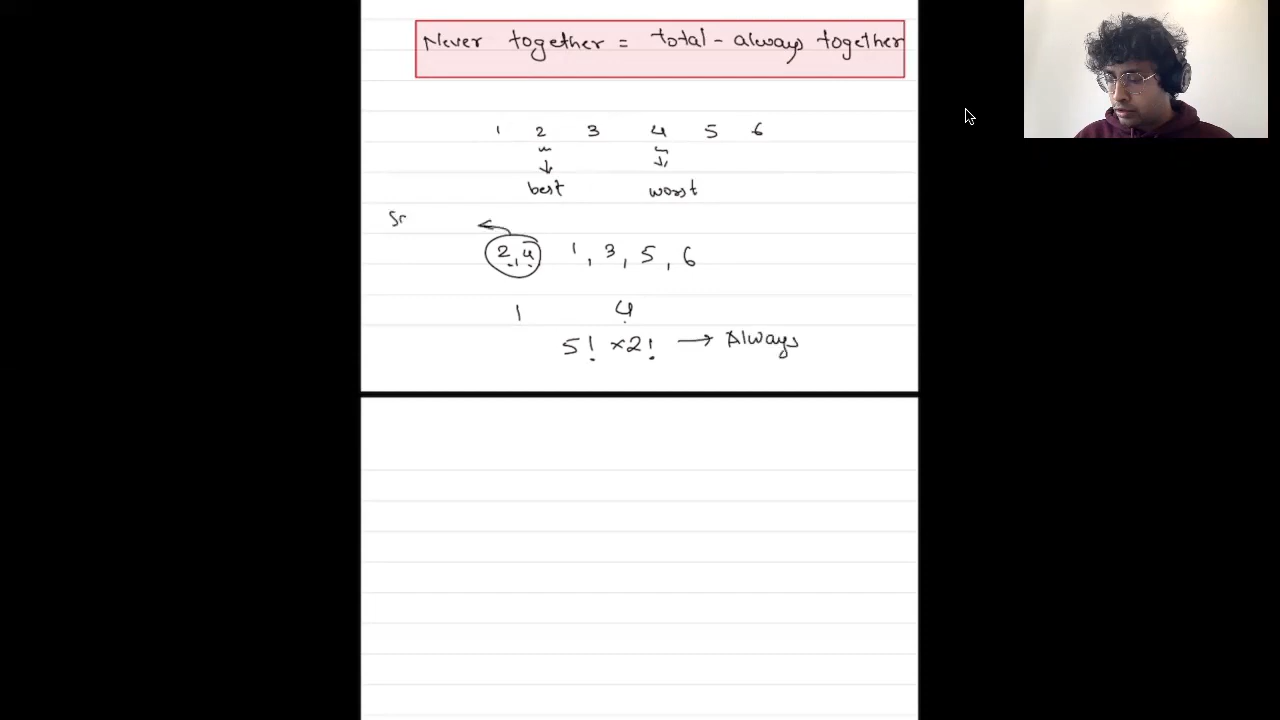 Never together = total - always together
1 2 3 4 5 6
best worst
Sr
2,4 1, 3, 5, 6
1 4
5! × 2! → Always